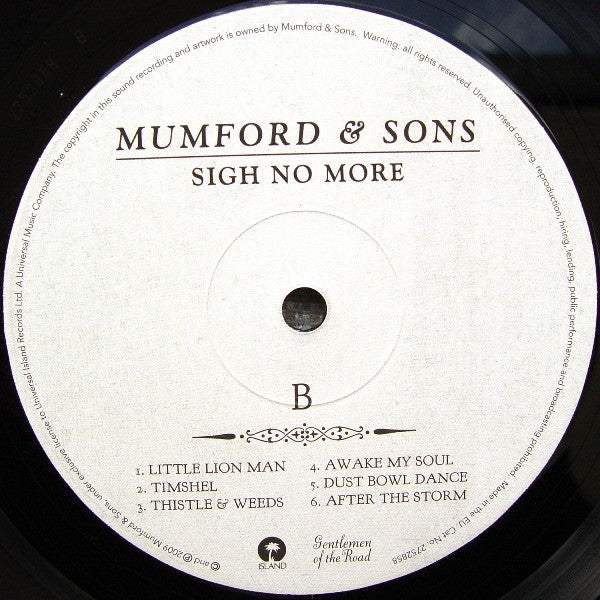 The copyright in this sound recording and artwork is owned by Mumford & Sons. Warning: all rights reserved. Unauthorised copying, reproduction, hiring, lending, public performance and broadcasting prohibited. Made in the EU. Cat No. 2752858
MUMFORD & SONS
SIGH NO MORE
B
1. LITTLE LION MAN
2. TIMSHEL
3. THISTLE & WEEDS
4. AWAKE MY SOUL
5. DUST BOWL DANCE
6. AFTER THE STORM
ISLAND
Gentlemen
of the Road
℗ and © 2009 Mumford & Sons, under exclusive license to Universal Island Records Ltd. A Universal Music Company.